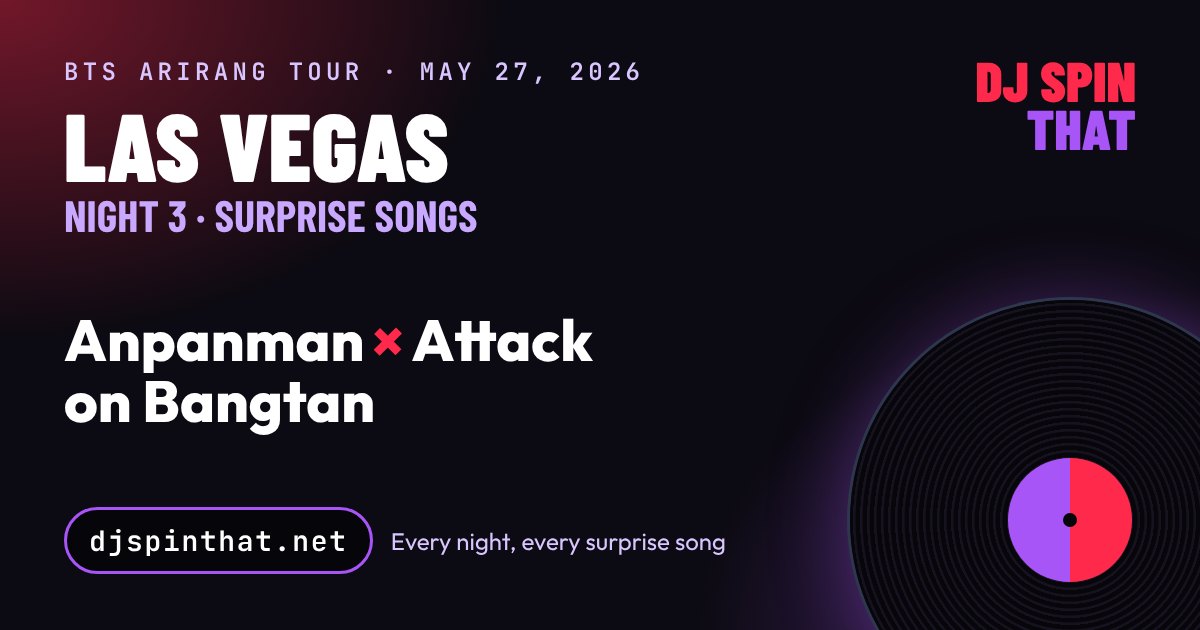 BTS ARIRANG TOUR · MAY 27, 2026
LAS VEGAS
NIGHT 3 · SURPRISE SONGS
DJ SPIN
THAT
Anpanman × Attack
on Bangtan
djspinthat.net
Every night, every surprise song